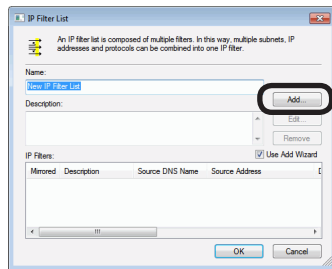 IP Filter List
An IP filter list is composed of multiple filters. In this way, multiple subnets, IP
addresses and protocols can be combined into one IP filter.
Name:
New IP Filter List
Add...
Description:
Edit...
Remove
IP Filters:
Use Add Wizard
Mirrored Description Source DNS Name Source Address D
OK Cancel